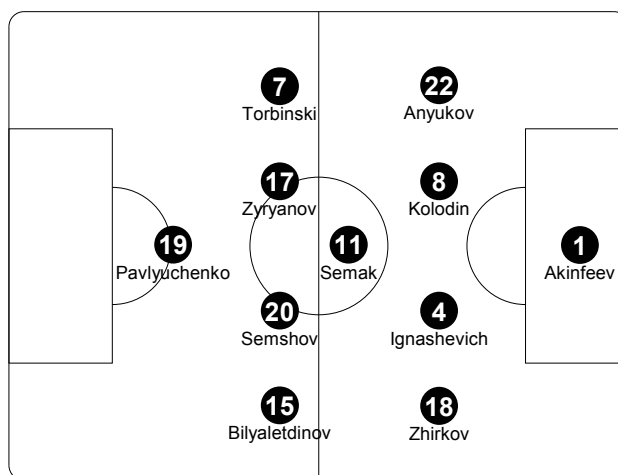 7
22
Torbinski
Anyukov
17
8
Zyryanov
Kolodin
19
11
1
Pavlyuchenko
Semak
Akinfeev
20
4
Semshov
Ignashevich
15
18
Bilyaletdinov
Zhirkov